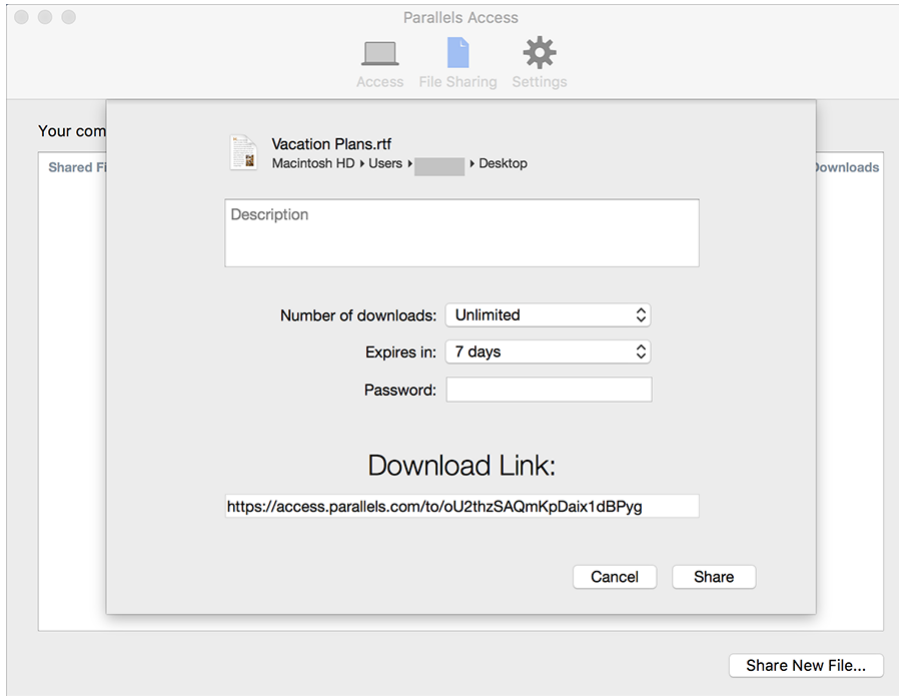 Parallels Access
Access File Sharing Settings
Your com
Shared Fi Downloads
Vacation Plans.rtf
Macintosh HD Users Desktop
Description
Number of downloads: Unlimited
Expires in: 7 days
Password:
Download Link:
https://access.parallels.com/to/oU2thzSAQmKpDaix1dBPyg
Cancel Share
Share New File...